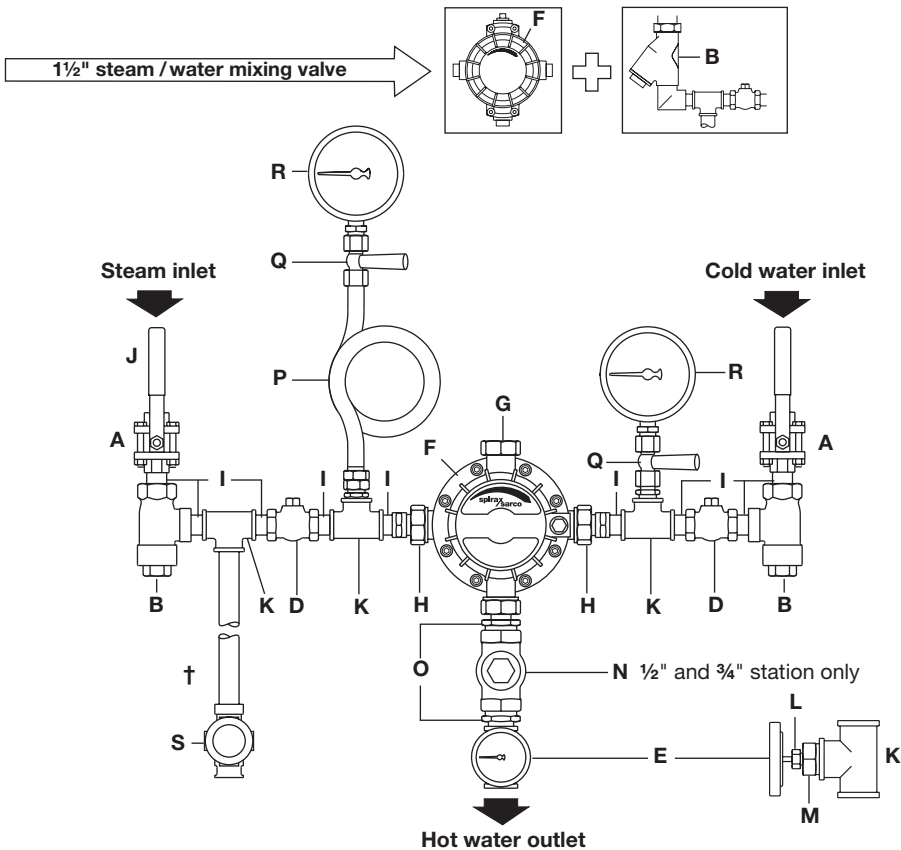 F
1½" steam / water mixing valve
B
R
Q
Steam inlet
Cold water inlet
J
P
R
G
A
F
Q
A
I
I
I
I
I
spirax
sarco
B
K
D
K
H
H
K
D
B
†
O
N ½" and ¾" station only
L
S
E
K
M
Hot water outlet